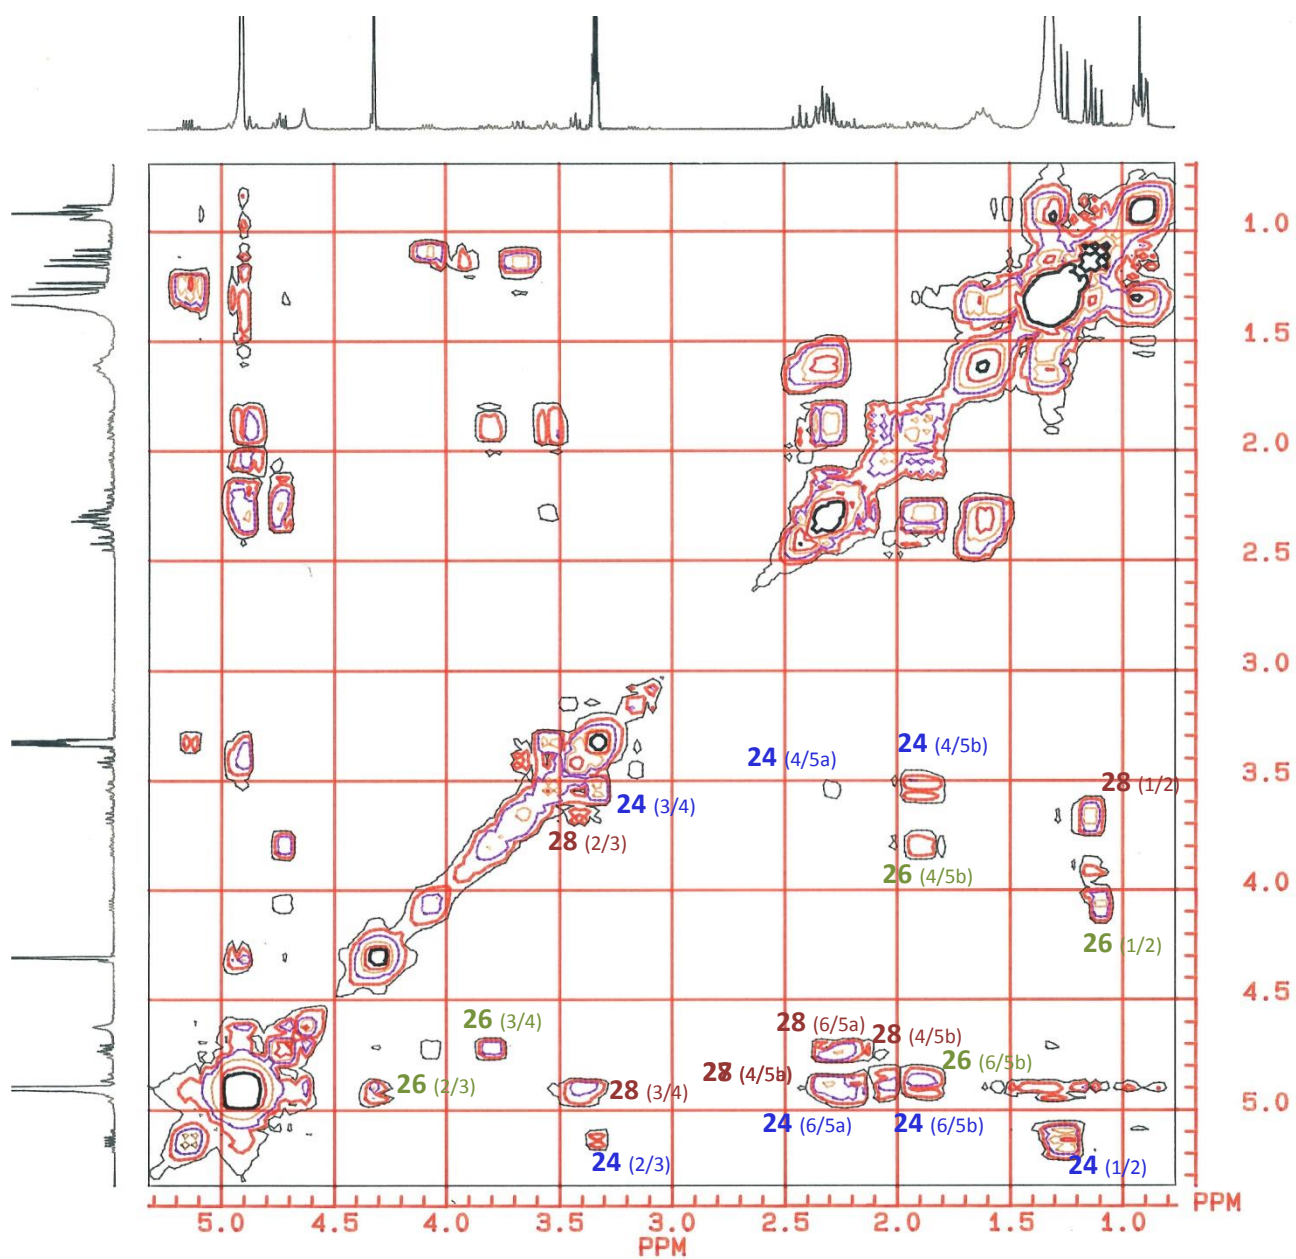 1.0
1.5
2.0
2.5
3.0
24 (4/5a)
24 (4/5b)
3.5
28 (1/2)
24 (3/4)
28 (2/3)
26 (4/5b)
4.0
26 (1/2)
4.5
26 (3/4)
28 (6/5a)
28 (4/5b)
26 (6/5b)
26 (2/3)
28 (3/4)
5.0
24 (6/5a)
24 (6/5b)
24 (2/3)
24 (1/2)
PPM
5.0 4.5 4.0 3.5 3.0 2.5 2.0 1.5 1.0
PPM